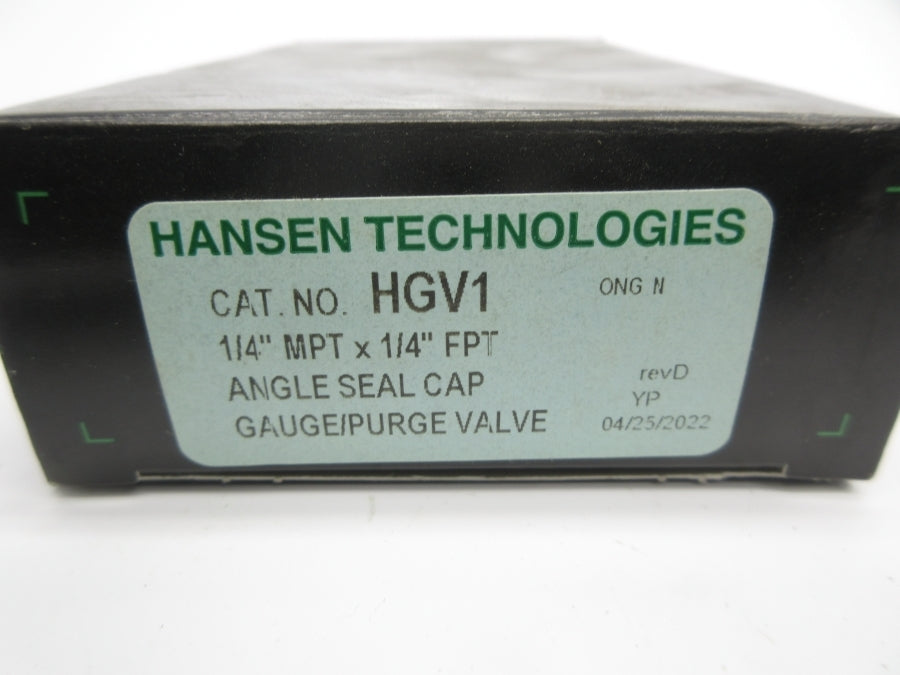 HANSEN TECHNOLOGIES
CAT. NO. HGV1 ONG N
1/4" MPT x 1/4" FPT
ANGLE SEAL CAP revD
YP
GAUGE/PURGE VALVE 04/25/2022